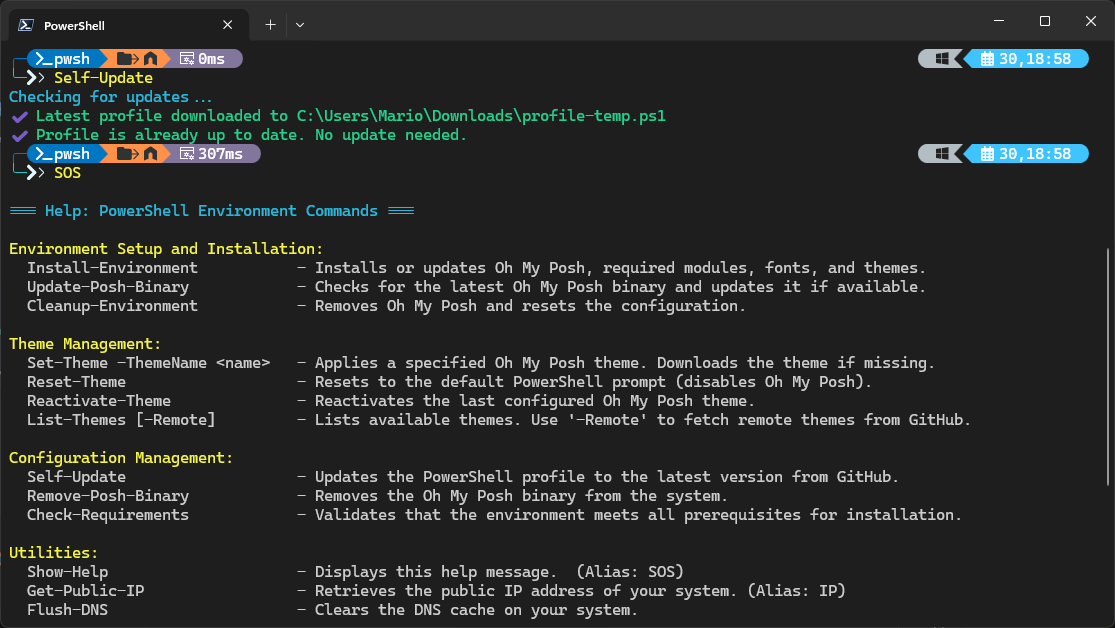 PowerShell
pwsh 0ms 30,18:58
Self-Update
Checking for updates...
✔ Latest profile downloaded to C:\Users\Mario\Downloads\profile-temp.ps1
✔ Profile is already up to date. No update needed.
pwsh 307ms 30,18:58
SOS
=== Help: PowerShell Environment Commands ===
Environment Setup and Installation:
Install-Environment - Installs or updates Oh My Posh, required modules, fonts, and themes.
Update-Posh-Binary - Checks for the latest Oh My Posh binary and updates it if available.
Cleanup-Environment - Removes Oh My Posh and resets the configuration.
Theme Management:
Set-Theme -ThemeName <name> - Applies a specified Oh My Posh theme. Downloads the theme if missing.
Reset-Theme - Resets to the default PowerShell prompt (disables Oh My Posh).
Reactivate-Theme - Reactivates the last configured Oh My Posh theme.
List-Themes [-Remote] - Lists available themes. Use '-Remote' to fetch remote themes from GitHub.
Configuration Management:
Self-Update - Updates the PowerShell profile to the latest version from GitHub.
Remove-Posh-Binary - Removes the Oh My Posh binary from the system.
Check-Requirements - Validates that the environment meets all prerequisites for installation.
Utilities:
Show-Help - Displays this help message. (Alias: SOS)
Get-Public-IP - Retrieves the public IP address of your system. (Alias: IP)
Flush-DNS - Clears the DNS cache on your system.